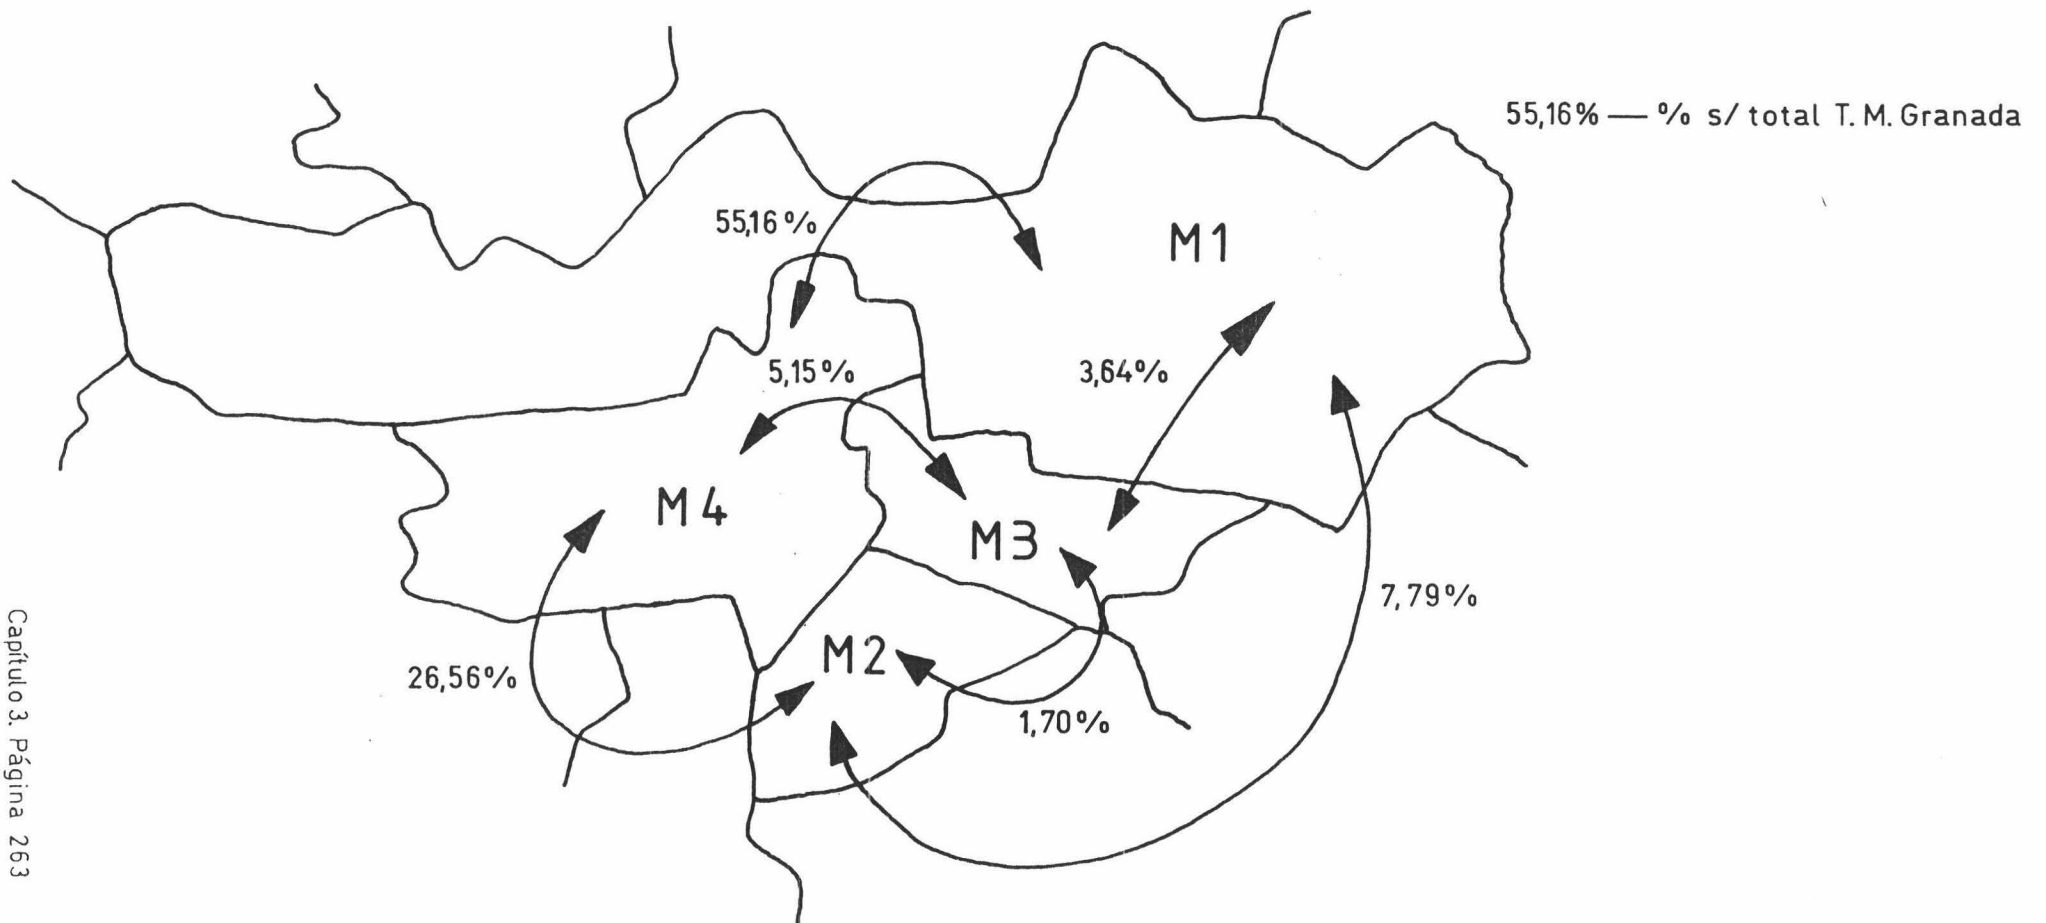 55,16% — % s/ total T. M. Granada
55,16%
M1
5,15%
3,64%
M4
M3
7,79%
M2
26,56%
1,70%
Capítulo 3. Página 263